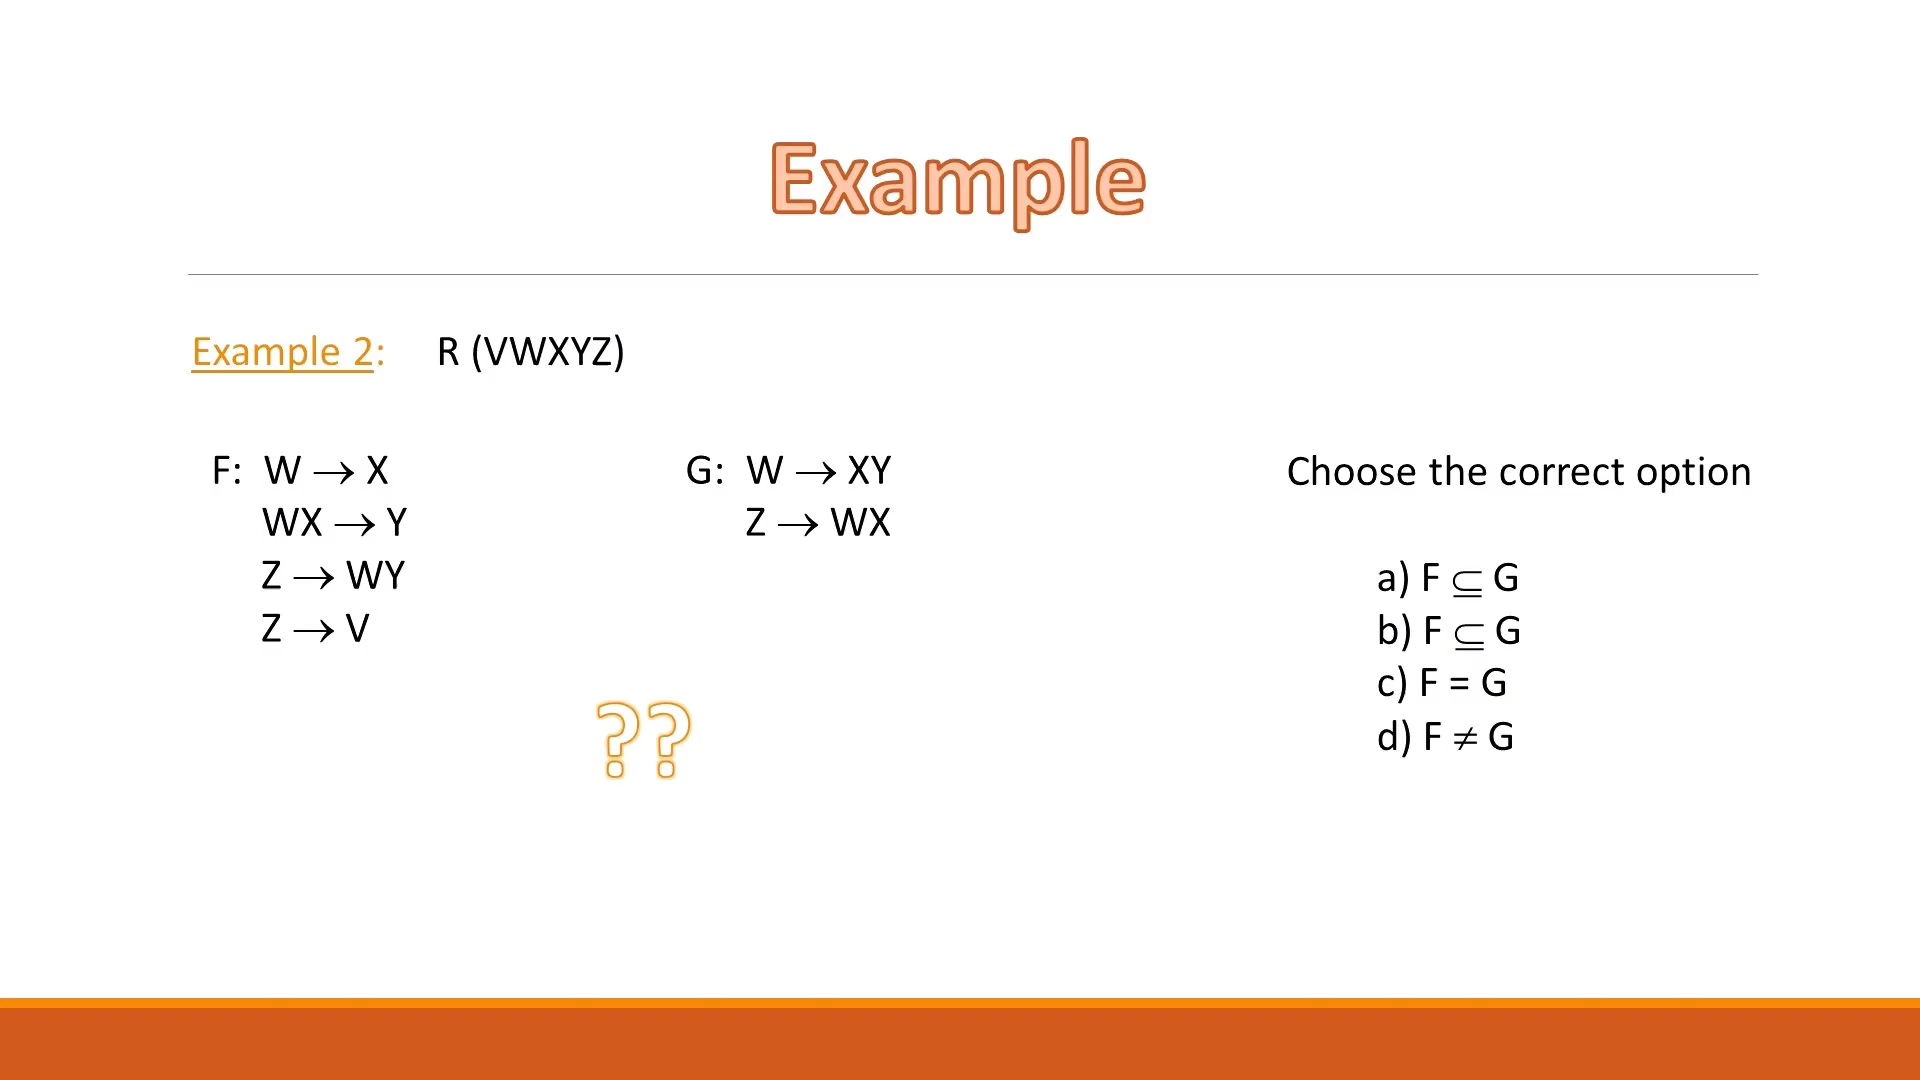 Example
Example 2: R (VWXYZ)
F: W → X
WX → Y
Z → WY
Z → V
G: W → XY
Z → WX
??
Choose the correct option
a) F ⊆ G
b) F ⊆ G
c) F = G
d) F ≠ G